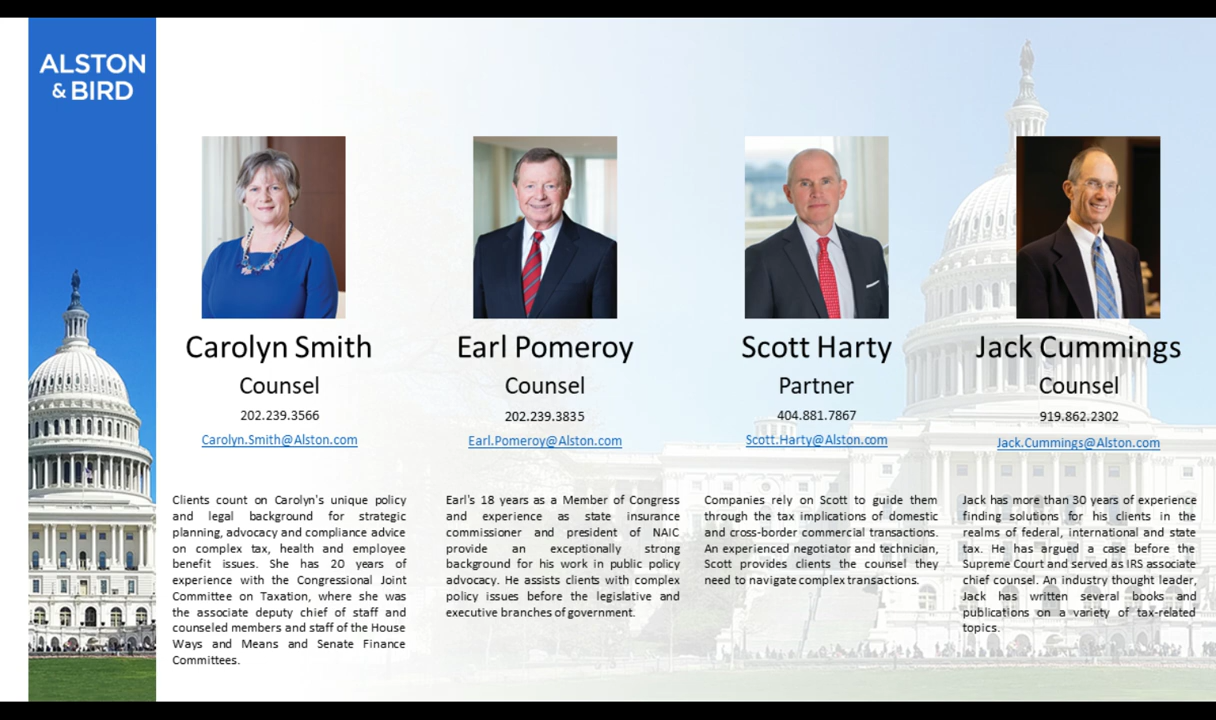 ALSTON
& BIRD
Carolyn Smith
Counsel
202.239.3566
Carolyn.Smith@Alston.com
Clients count on Carolyn's unique policy
and legal background for strategic
planning, advocacy and compliance advice
on complex tax, health and employee
benefit issues. She has 20 years of
experience with the Congressional Joint
Committee on Taxation, where she was
the associate deputy chief of staff and
counseled members and staff of the House
Ways and Means and Senate Finance
Committees.
Earl Pomeroy
Counsel
202.239.3835
Earl.Pomeroy@Alston.com
Earl's 18 years as a Member of Congress
and experience as state insurance
commissioner and president of NAIC
provide an exceptionally strong
background for his work in public policy
advocacy. He assists clients with complex
policy issues before the legislative and
executive branches of government.
Scott Harty
Partner
404.881.7867
Scott.Harty@Alston.com
Companies rely on Scott to guide them
through the tax implications of domestic
and cross-border commercial transactions.
An experienced negotiator and technician,
Scott provides clients the counsel they
need to navigate complex transactions.
Jack Cummings
Counsel
919.862.2302
Jack.Cummings@Alston.com
Jack has more than 30 years of experience
finding solutions for his clients in the
realms of federal, international and state
tax. He has argued a case before the
Supreme Court and served as IRS associate
chief counsel. An industry thought leader,
Jack has written several books and
publications on a variety of tax-related
topics.